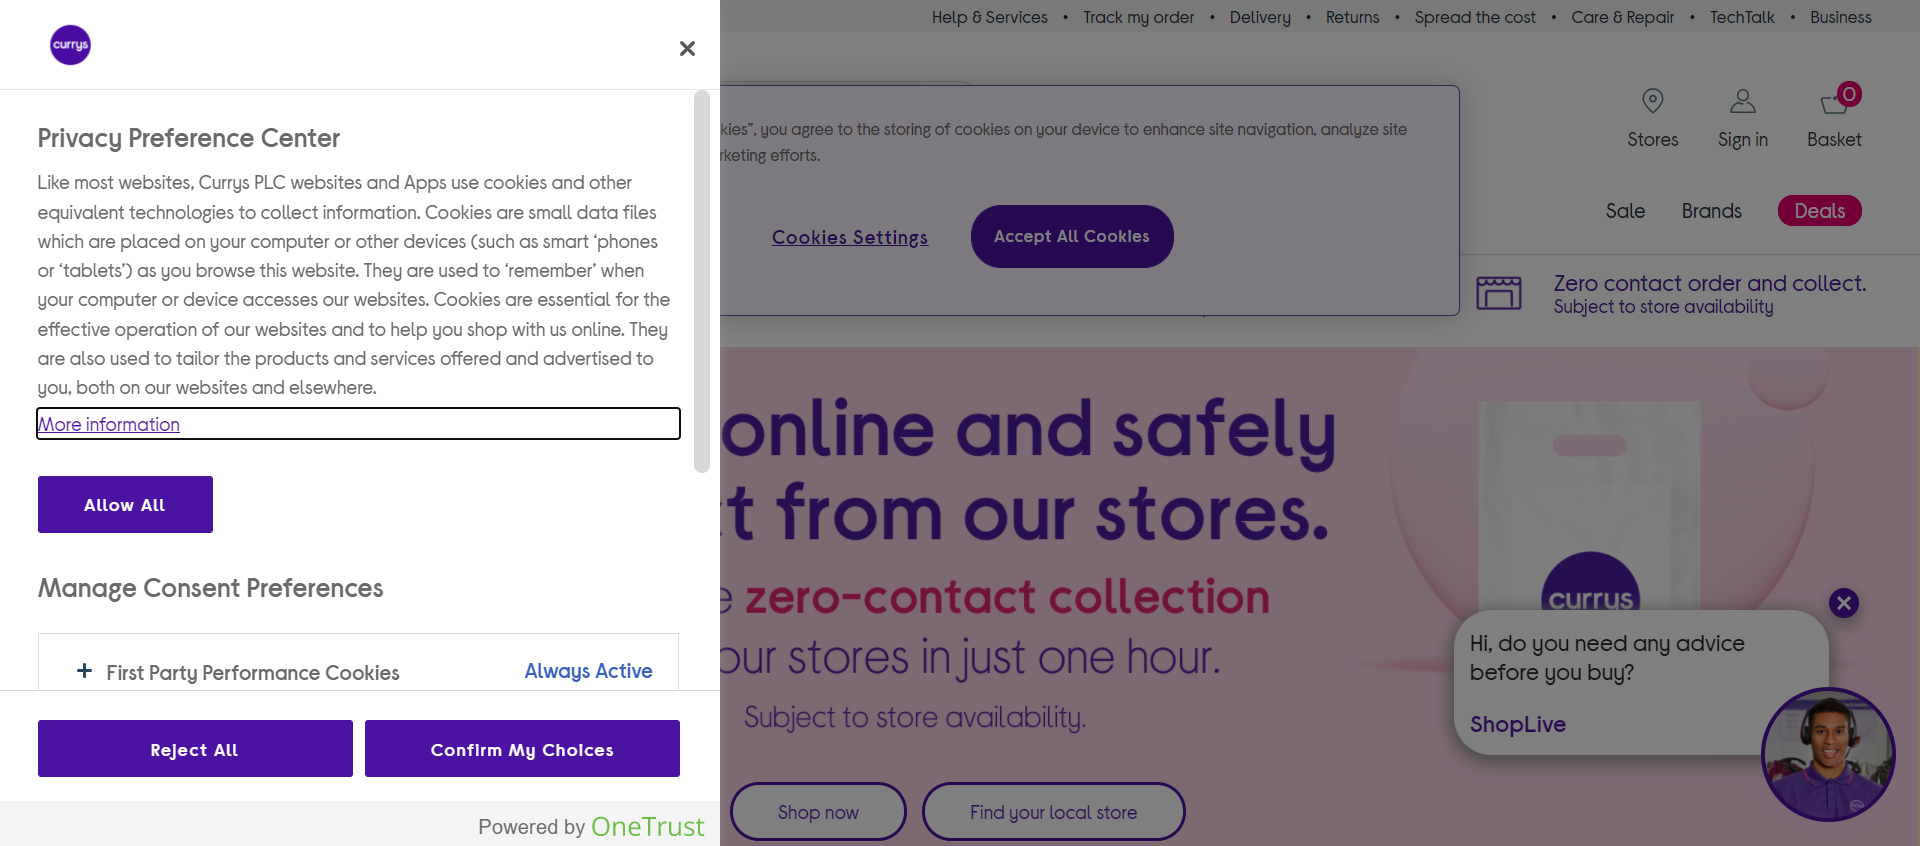 currys
Privacy Preference Center
Like most websites, Currys PLC websites and Apps use cookies and other
equivalent technologies to collect information. Cookies are small data files
which are placed on your computer or other devices (such as smart ‘phones
or ‘tablets’) as you browse this website. They are used to ‘remember’ when
your computer or device accesses our websites. Cookies are essential for the
effective operation of our websites and to help you shop with us online. They
are also used to tailor the products and services offered and advertised to
you, both on our websites and elsewhere.
More information
Allow All
Manage Consent Preferences
First Party Performance Cookies
Always Active
Reject All
Confirm My Choices
Powered by OneTrust
Help & Services • Track my order • Delivery • Returns • Spread the cost • Care & Repair • TechTalk • Business
you agree to the storing of cookies on your device to enhance site navigation, analyze site
efforts.
Cookies Settings
Accept All Cookies
0
Stores
Sign in
Basket
Sale
Brands
Deals
Zero contact order and collect.
Subject to store availability
online and safely
from our stores.
zero-contact collection
our stores in just one hour.
Subject to store availability.
Shop now
Find your local store
currys
Hi, do you need any advice
before you buy?
ShopLive